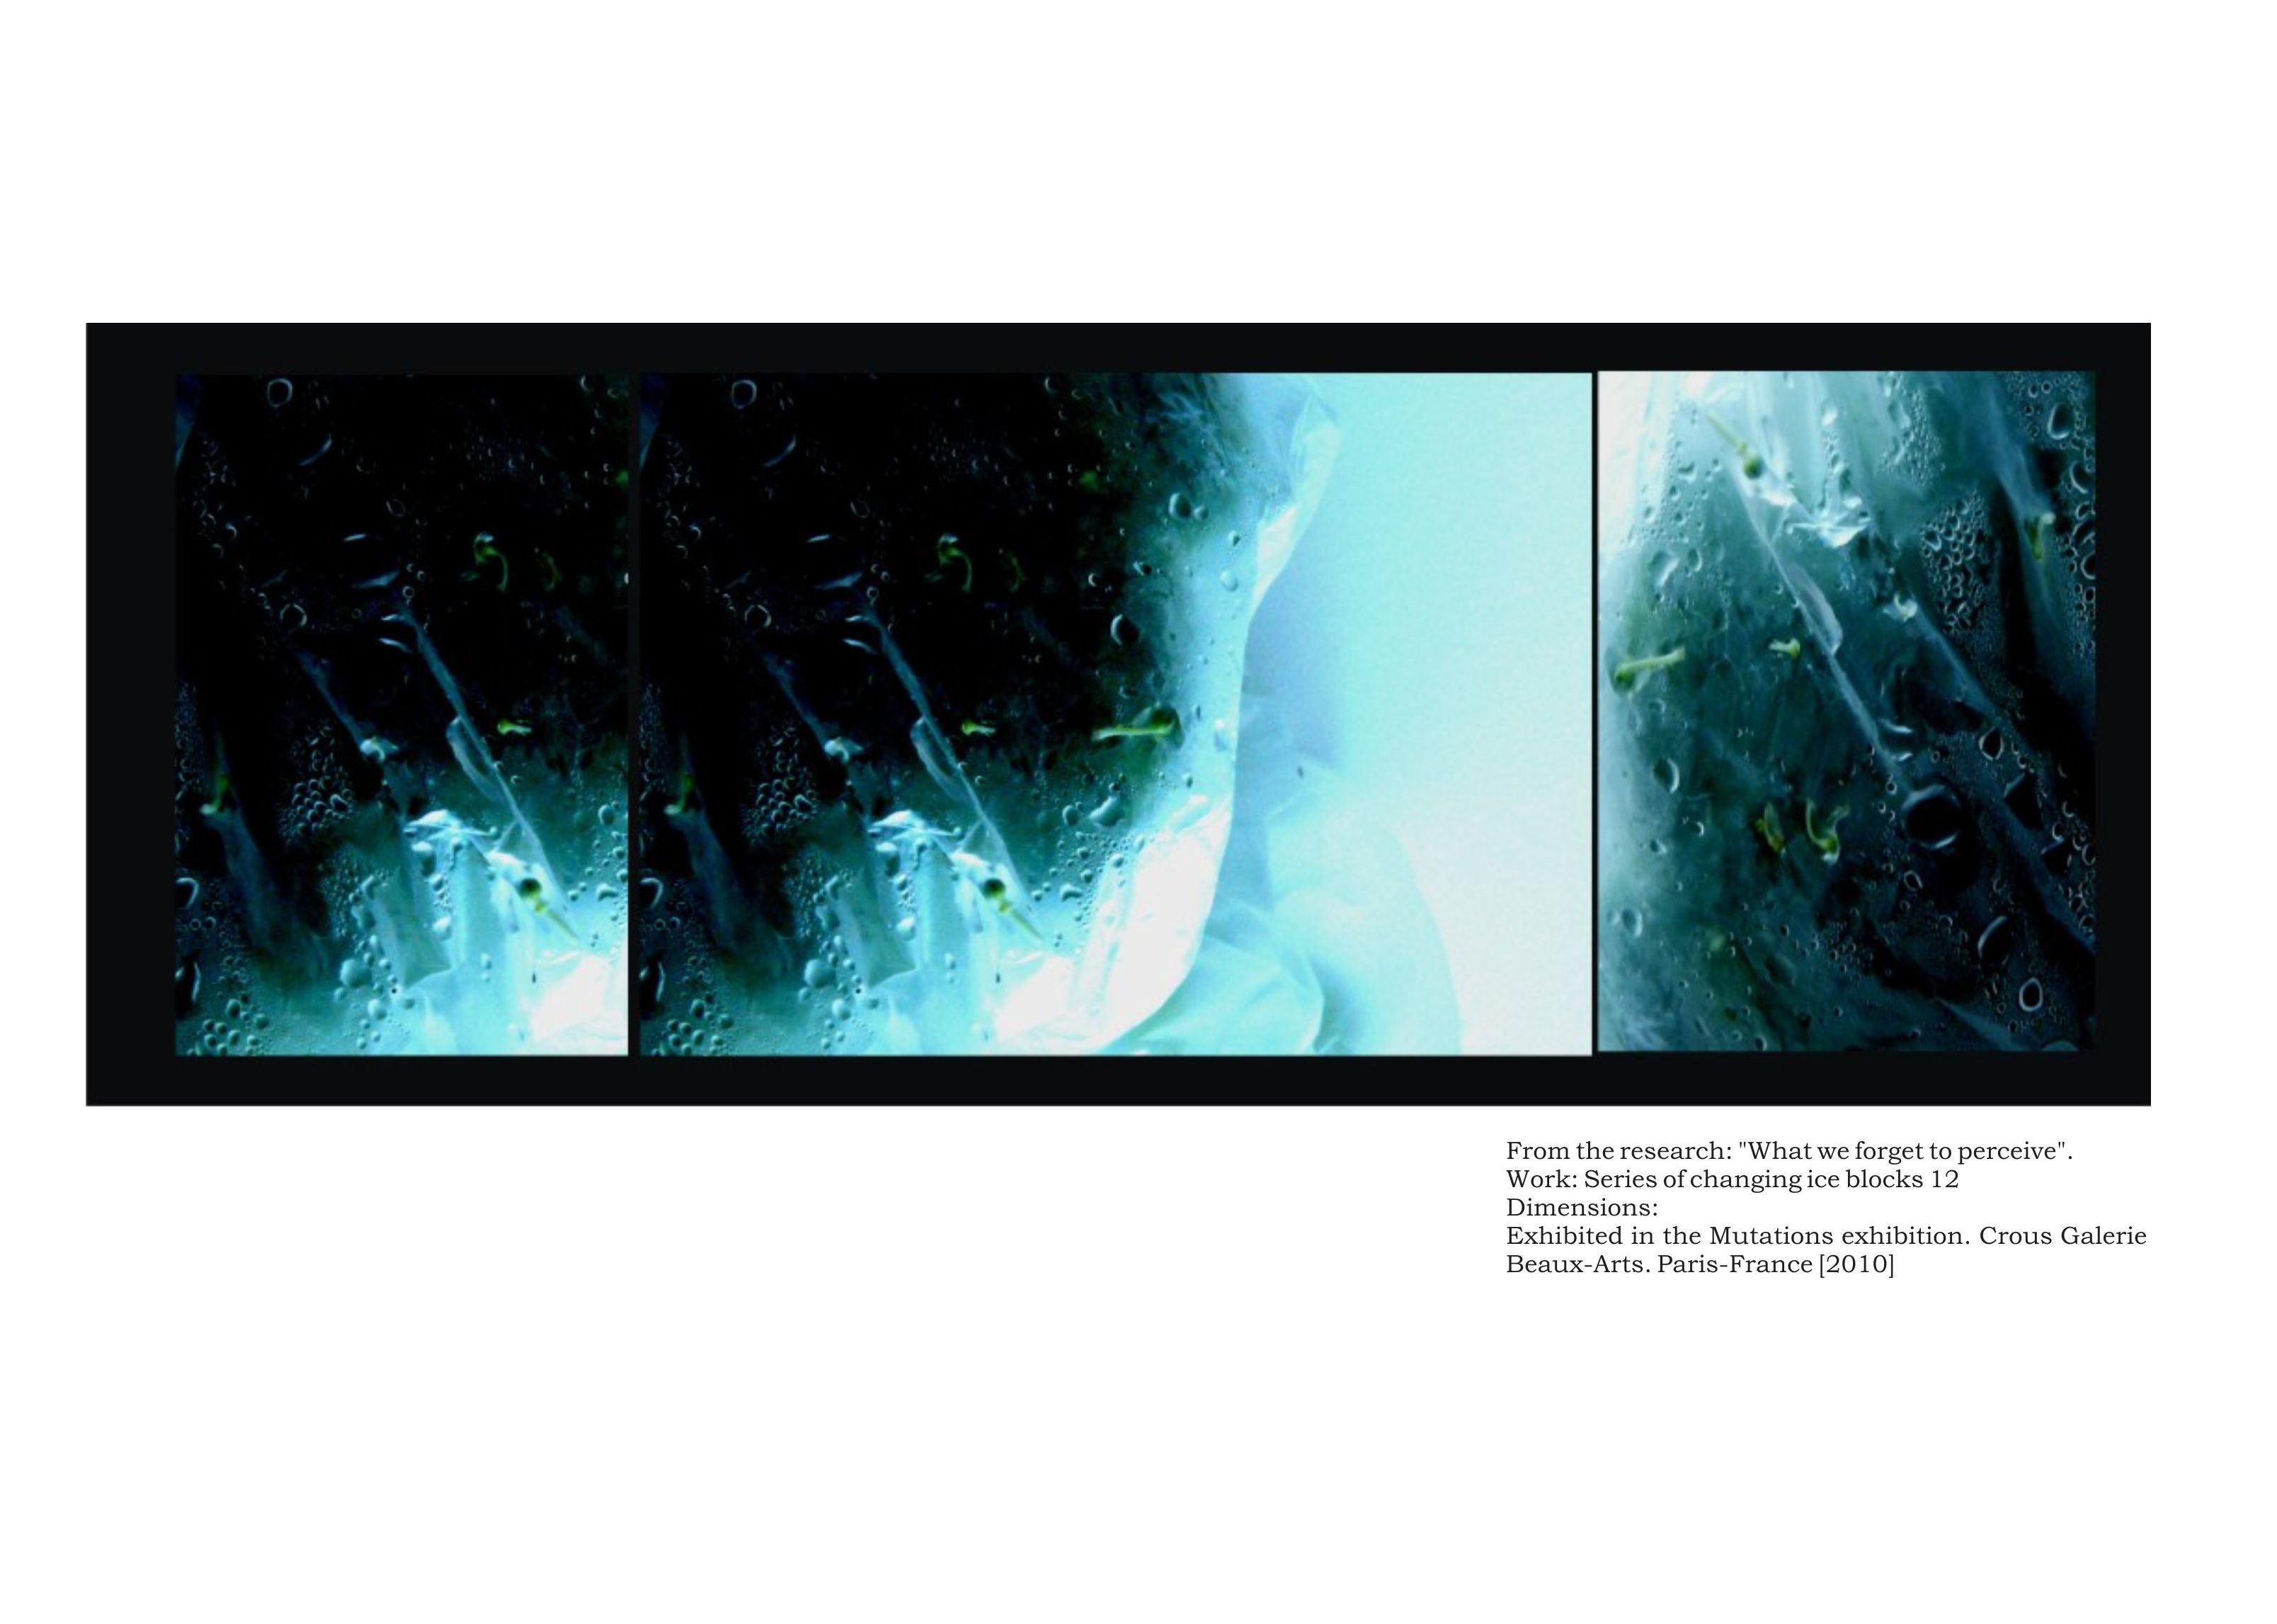 From the research: "What we forget to perceive".
Work: Series of changing ice blocks 12
Dimensions:
Exhibited in the Mutations exhibition. Crous Galerie
Beaux-Arts. Paris-France [2010]